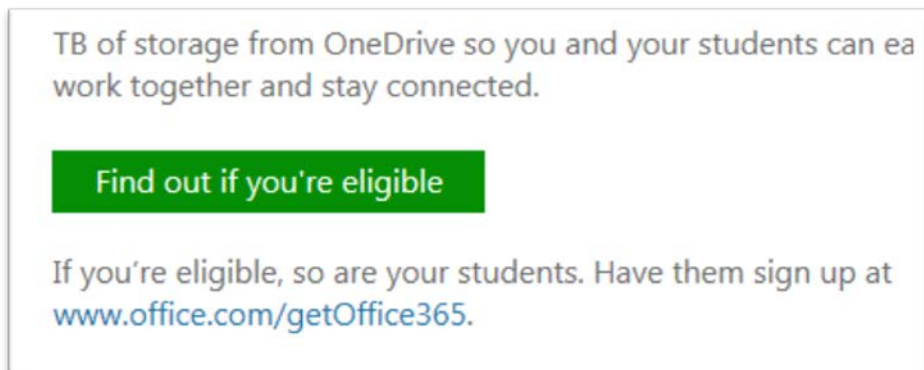 TB of storage from OneDrive so you and your students can ea
work together and stay connected.
Find out if you're eligible
If you’re eligible, so are your students. Have them sign up at
www.office.com/getOffice365.